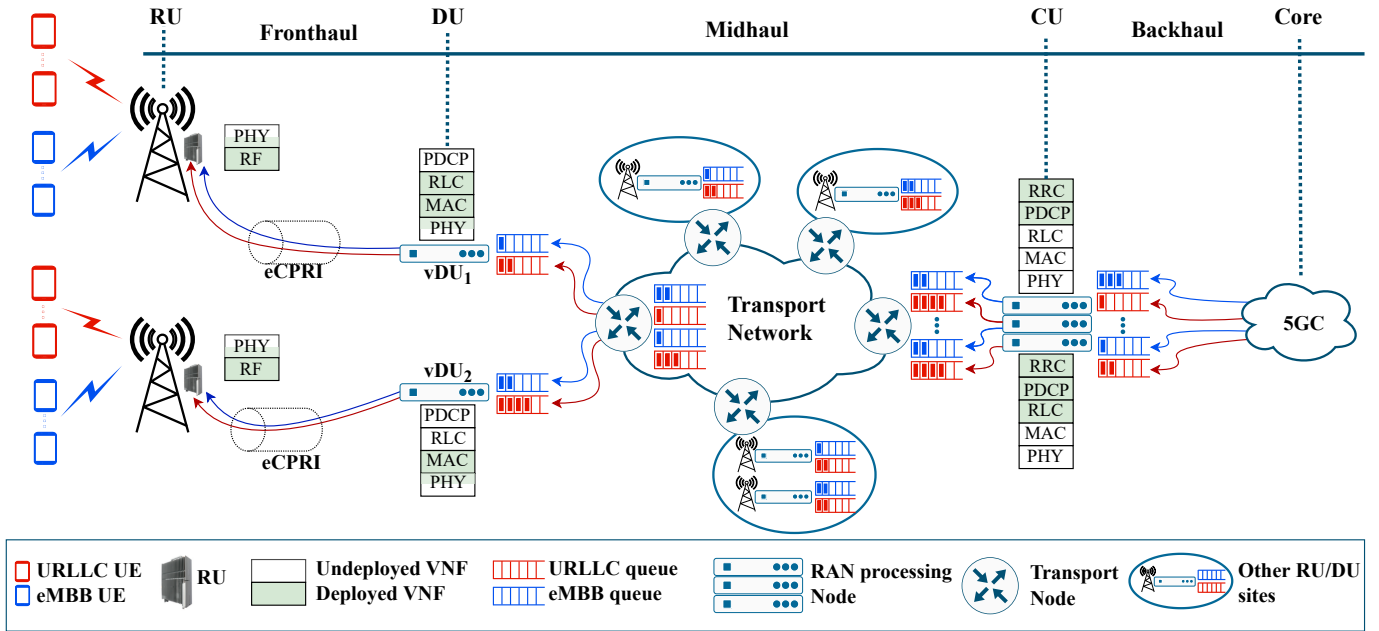 RU
DU
CU
Core
Fronthaul
Midhaul
Backhaul
PHY
RF
PDCP
RLC
MAC
PHY
eCPRI
vDU1
RRC
PDCP
RLC
MAC
PHY
Transport
Network
5GC
PHY
RF
vDU2
PDCP
RLC
MAC
PHY
eCPRI
RRC
PDCP
RLC
MAC
PHY
URLLC UE
eMBB UE
RU
Undeployed VNF
Deployed VNF
URLLC queue
eMBB queue
RAN processing
Node
Transport
Node
Other RU/DU
sites